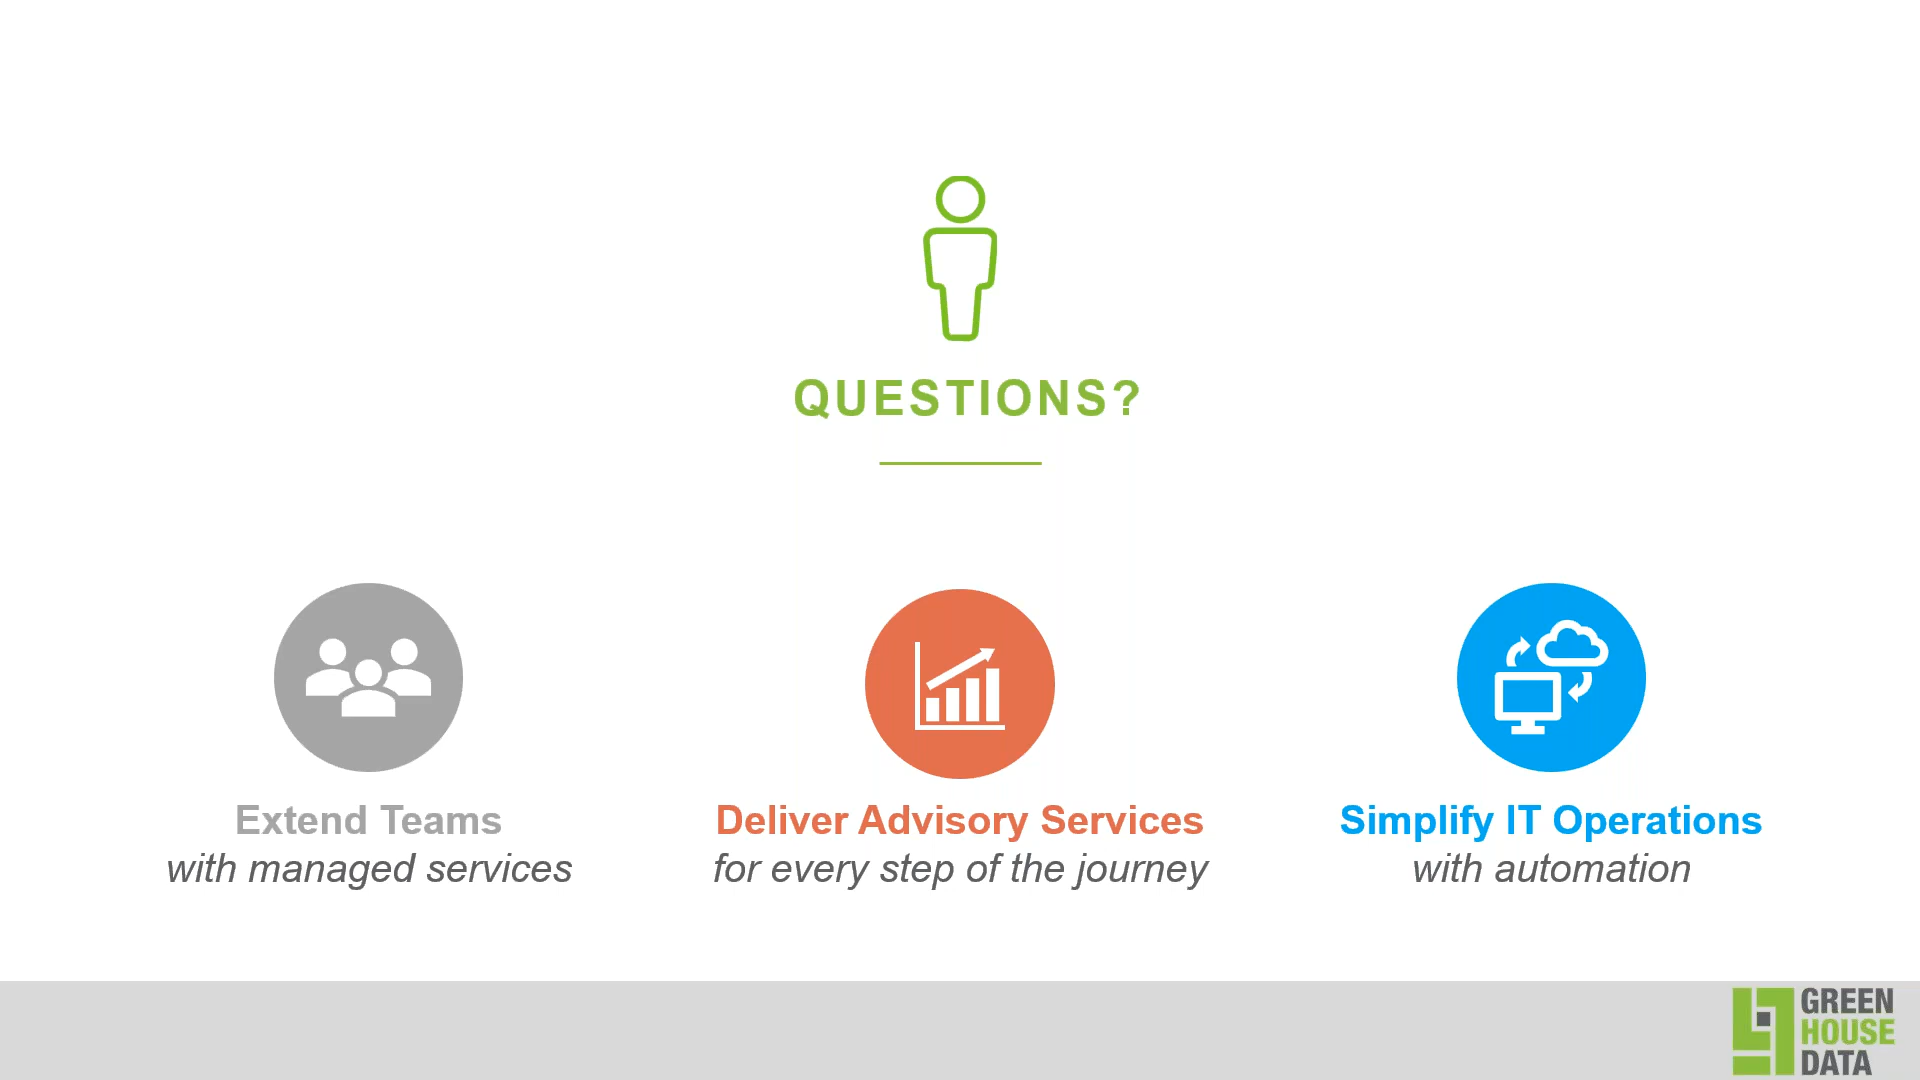 QUESTIONS?
Extend Teams
with managed services
Deliver Advisory Services
for every step of the journey
Simplify IT Operations
with automation
GREEN
HOUSE
DATA